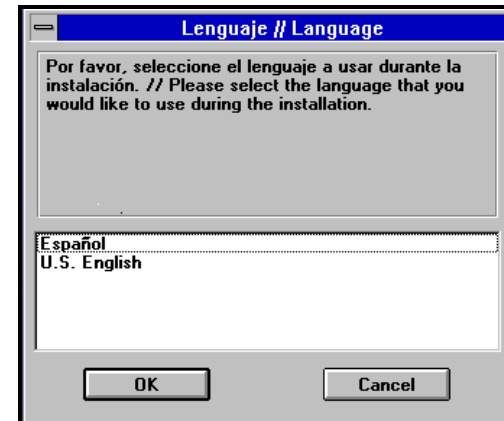 Lenguaje // Language
Por favor, seleccione el lenguaje a usar durante la
instalación. // Please select the language that you
would like to use during the installation.
Español
U.S. English
OK
Cancel